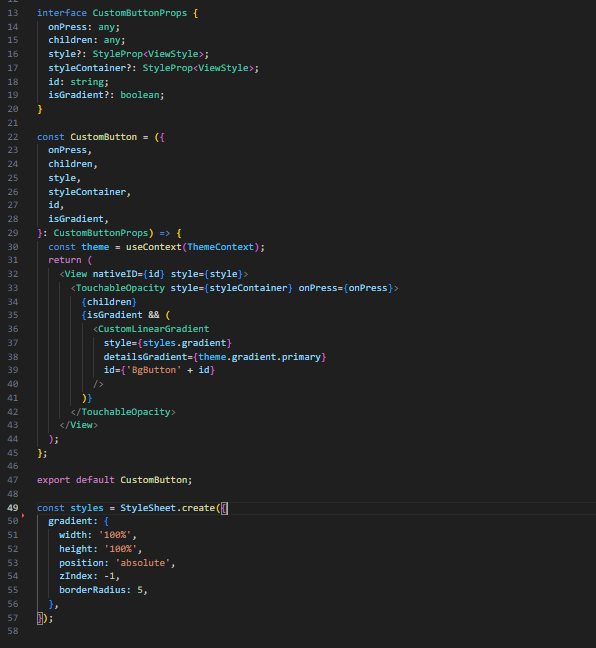 12
13 interface CustomButtonProps {
14 onPress: any;
15 children: any;
16 style?: StyleProp<ViewStyle>;
17 styleContainer?: StyleProp<ViewStyle>;
18 id: string;
19 isGradient?: boolean;
20 }
21
22 const CustomButton = ({
23 onPress,
24 children,
25 style,
26 styleContainer,
27 id,
28 isGradient,
29 }: CustomButtonProps) => {
30 const theme = useContext(ThemeContext);
31 return (
32 <View nativeID={id} style={style}>
33 <TouchableOpacity style={styleContainer} onPress={onPress}>
34 {children}
35 {isGradient && (
36 <CustomLinearGradient
37 style={styles.gradient}
38 detailsGradient={theme.gradient.primary}
39 id={'BgButton' + id}
40 />
41 )}
42 </TouchableOpacity>
43 </View>
44 );
45 };
46
47 export default CustomButton;
48
49 const styles = StyleSheet.create({
50 gradient: {
51 width: '100%',
52 height: '100%',
53 position: 'absolute',
54 zIndex: -1,
55 borderRadius: 5,
56 },
57 });
58